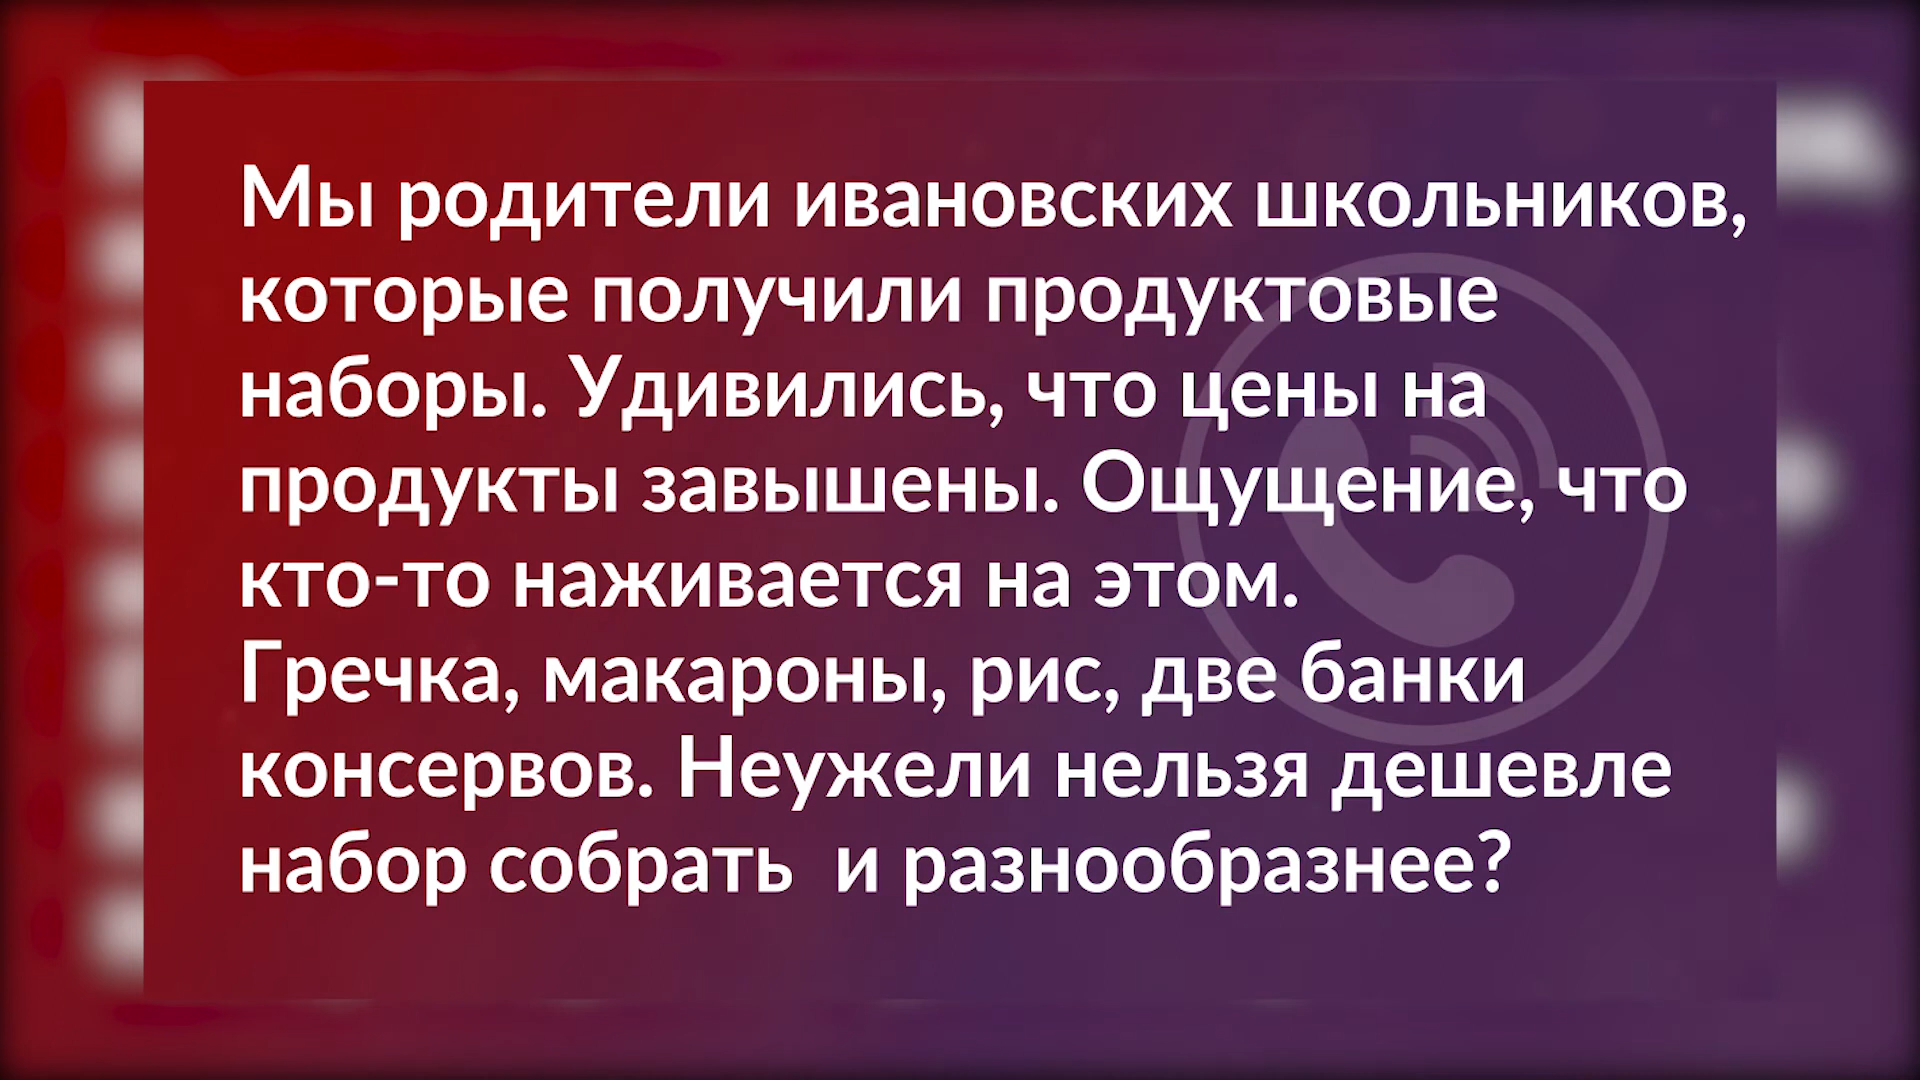 Мы родители ивановских школьников,
которые получили продуктовые
наборы. Удивились, что цены на
продукты завышены. Ощущение, что
кто-то наживается на этом.
Гречка, макароны, рис, две банки
консервов. Неужели нельзя дешевле
набор собрать  и разнообразнее?